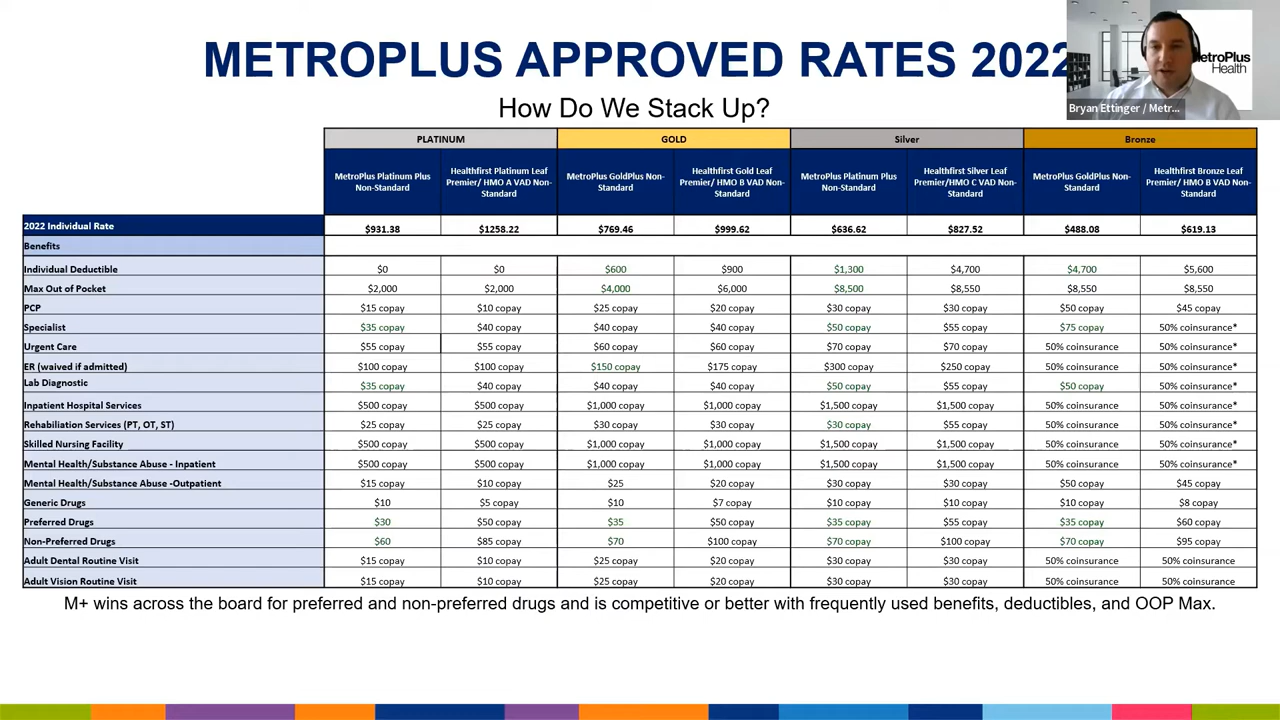 METROPLUS APPROVED RATES 2022
MetroPlus
Health
Bryan Ettinger / Metr...
How Do We Stack Up?
PLATINUM GOLD Silver Bronze
MetroPlus Platinum Plus Non-Standard Healthfirst Platinum Leaf Premier/ HMO A VAD Non-Standard MetroPlus GoldPlus Non-Standard Healthfirst Gold Leaf Premier/ HMO B VAD Non-Standard MetroPlus Platinum Plus Non-Standard Healthfirst Silver Leaf Premier/HMO C VAD Non-Standard MetroPlus GoldPlus Non-Standard Healthfirst Bronze Leaf Premier/ HMO B VAD Non-Standard
2022 Individual Rate $931.38 $1258.22 $769.46 $999.62 $636.62 $827.52 $488.08 $619.13
Benefits
Individual Deductible $0 $0 $600 $900 $1,300 $4,700 $4,700 $5,600
Max Out of Pocket $2,000 $2,000 $4,000 $6,000 $8,500 $8,550 $8,550 $8,550
PCP $15 copay $10 copay $25 copay $20 copay $30 copay $30 copay $50 copay $45 copay
Specialist $35 copay $40 copay $40 copay $40 copay $50 copay $55 copay $75 copay 50% coinsurance*
Urgent Care $55 copay $55 copay $60 copay $60 copay $70 copay $70 copay 50% coinsurance 50% coinsurance*
ER (waived if admitted) $100 copay $100 copay $150 copay $175 copay $300 copay $250 copay 50% coinsurance 50% coinsurance*
Lab Diagnostic $35 copay $40 copay $40 copay $40 copay $50 copay $55 copay $50 copay 50% coinsurance*
Inpatient Hospital Services $500 copay $500 copay $1,000 copay $1,000 copay $1,500 copay $1,500 copay 50% coinsurance 50% coinsurance*
Rehabiliation Services (PT, OT, ST) $25 copay $25 copay $30 copay $30 copay $30 copay $55 copay 50% coinsurance 50% coinsurance*
Skilled Nursing Facility $500 copay $500 copay $1,000 copay $1,000 copay $1,500 copay $1,500 copay 50% coinsurance 50% coinsurance*
Mental Health/Substance Abuse - Inpatient $500 copay $500 copay $1,000 copay $1,000 copay $1,500 copay $1,500 copay 50% coinsurance 50% coinsurance*
Mental Health/Substance Abuse -Outpatient $15 copay $10 copay $25 $20 copay $30 copay $30 copay $50 copay $45 copay
Generic Drugs $10 $5 copay $10 $7 copay $10 copay $10 copay $10 copay $8 copay
Preferred Drugs $30 $50 copay $35 $50 copay $35 copay $55 copay $35 copay $60 copay
Non-Preferred Drugs $60 $85 copay $70 $100 copay $70 copay $100 copay $70 copay $95 copay
Adult Dental Routine Visit $15 copay $10 copay $25 copay $20 copay $30 copay $30 copay 50% coinsurance 50% coinsurance
Adult Vision Routine Visit $15 copay $10 copay $25 copay $20 copay $30 copay $30 copay 50% coinsurance 50% coinsurance
M+ wins across the board for preferred and non-preferred drugs and is competitive or better with frequently used benefits, deductibles, and OOP Max.